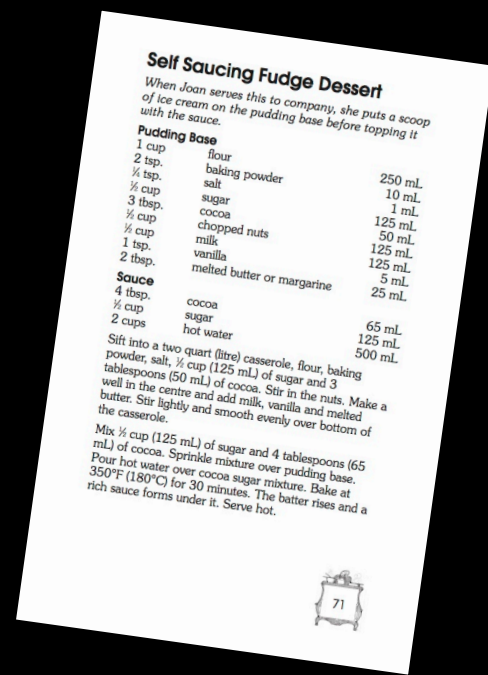 Self Saucing Fudge Dessert
When Joan serves this to company, she puts a scoop
of ice cream on the pudding base before topping it
with the sauce.
Pudding Base
1 cup flour 250 mL
2 tsp. baking powder 10 mL
¼ tsp. salt 1 mL
½ cup sugar 125 mL
3 tbsp. cocoa 50 mL
½ cup chopped nuts 125 mL
½ cup milk 125 mL
1 tsp. vanilla 5 mL
2 tbsp. melted butter or margarine 25 mL
Sauce
4 tbsp. cocoa 65 mL
½ cup sugar 125 mL
2 cups hot water 500 mL
Sift into a two quart (litre) casserole, flour, baking
powder, salt, ½ cup (125 mL) of sugar and 3
tablespoons (50 mL) of cocoa. Stir in the nuts. Make a
well in the centre and add milk, vanilla and melted
butter. Stir lightly and smooth evenly over bottom of
the casserole.
Mix ½ cup (125 mL) of sugar and 4 tablespoons (65
mL) of cocoa. Sprinkle mixture over pudding base.
Pour hot water over cocoa sugar mixture. Bake at
350°F (180°C) for 30 minutes. The batter rises and a
rich sauce forms under it. Serve hot.
71